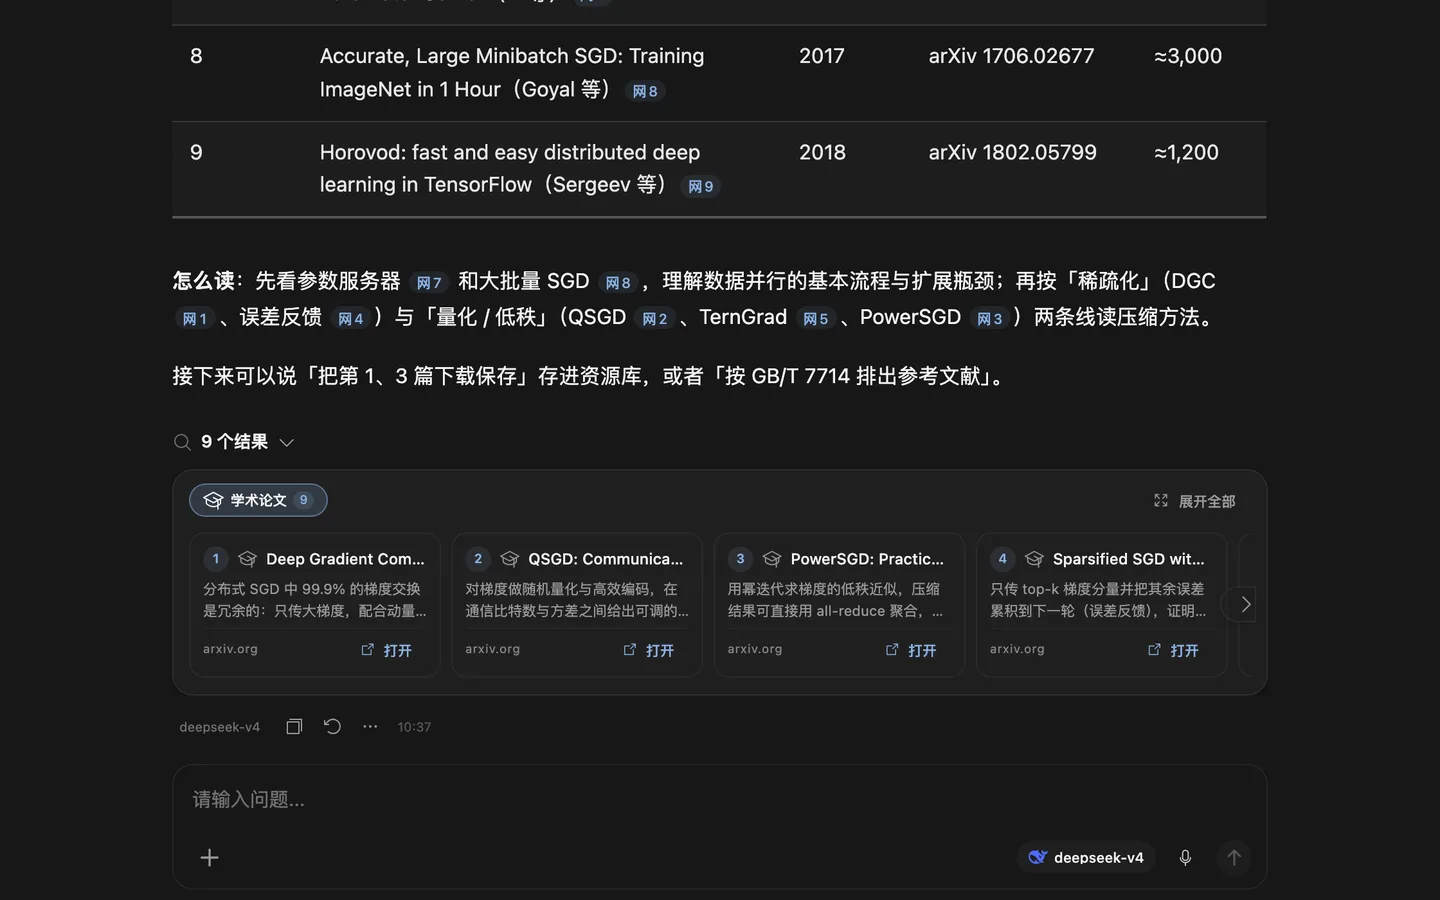 8
Accurate, Large Minibatch SGD: Training
2017
arXiv 1706.02677
≈3,000
ImageNet in 1 Hour（Goyal 等） 网8
9
Horovod: fast and easy distributed deep
2018
arXiv 1802.05799
≈1,200
learning in TensorFlow（Sergeev 等） 网9
怎么读：先看参数服务器 网7 和大批量 SGD 网8 ，理解数据并行的基本流程与扩展瓶颈；再按「稀疏化」（DGC
网1 、误差反馈 网4 ）与「量化 / 低秩」（QSGD 网2 、TernGrad 网5 、PowerSGD 网3 ）两条线读压缩方法。
接下来可以说「把第 1、3 篇下载保存」存进资源库，或者「按 GB/T 7714 排出参考文献」。
9 个结果
学术论文 9
展开全部
1 Deep Gradient Com...
分布式 SGD 中 99.9% 的梯度交换
是冗余的：只传大梯度，配合动量...
arxiv.org 打开
2 QSGD: Communica...
对梯度做随机量化与高效编码，在
通信比特数与方差之间给出可调的...
arxiv.org 打开
3 PowerSGD: Practic...
用幂迭代求梯度的低秩近似，压缩
结果可直接用 all-reduce 聚合，...
arxiv.org 打开
4 Sparsified SGD wit...
只传 top-k 梯度分量并把其余误差
累积到下一轮（误差反馈），证明...
arxiv.org 打开
deepseek-v4
10:37
请输入问题...
deepseek-v4